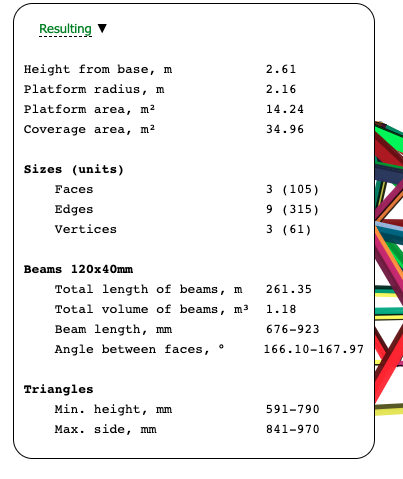 Resulting ▼
Height from base, m 2.61
Platform radius, m 2.16
Platform area, m² 14.24
Coverage area, m² 34.96
Sizes (units)
Faces 3 (105)
Edges 9 (315)
Vertices 3 (61)
Beams 120x40mm
Total length of beams, m 261.35
Total volume of beams, m³ 1.18
Beam length, mm 676-923
Angle between faces, ° 166.10-167.97
Triangles
Min. height, mm 591-790
Max. side, mm 841-970